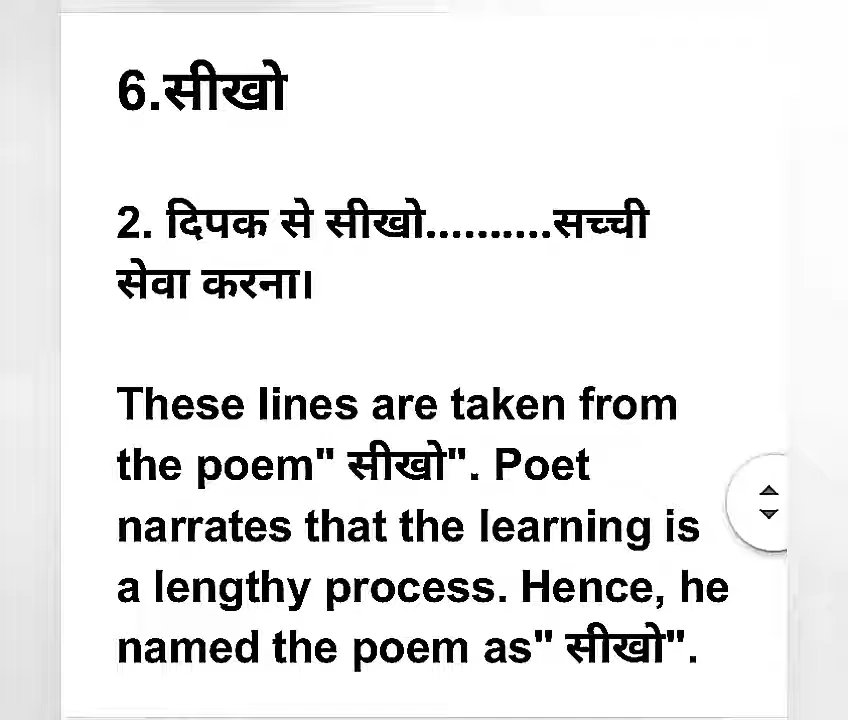 6.सीखो
2. दिपक से सीखो..........सच्ची
सेवा करना।
These lines are taken from
the poem" सीखो". Poet
narrates that the learning is
a lengthy process. Hence, he
named the poem as" सीखो".